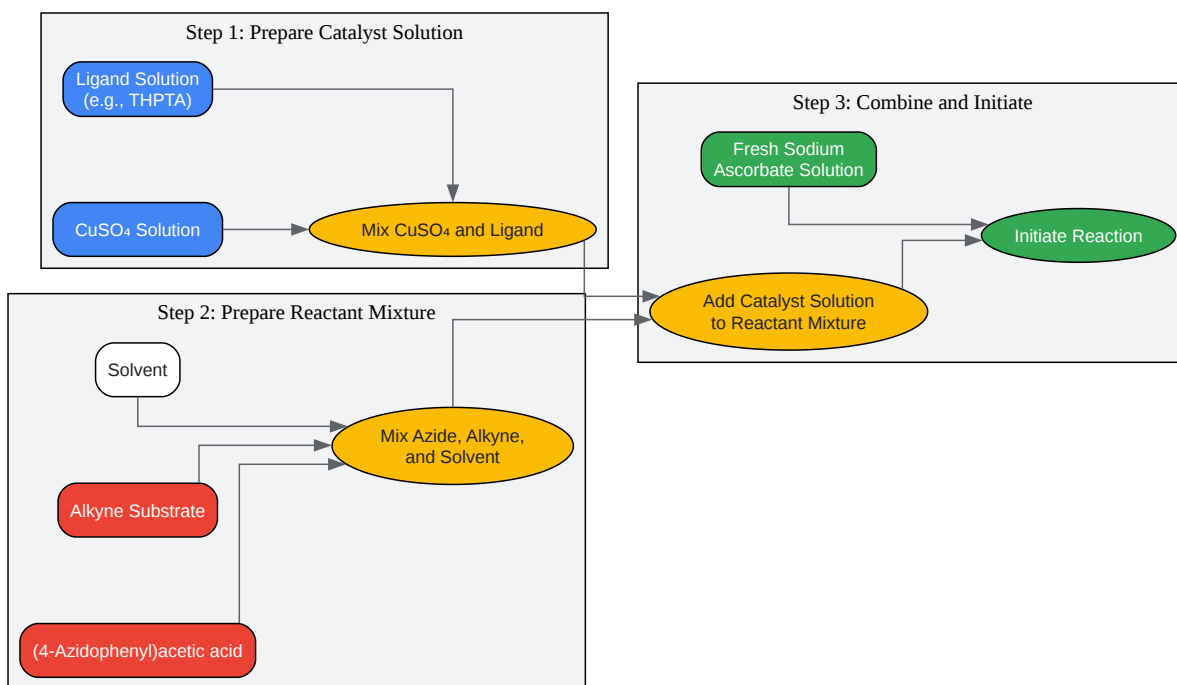 Step 1: Prepare Catalyst Solution
Ligand Solution
(e.g., THPTA)
CuSO₄ Solution
Mix CuSO₄ and Ligand
Step 2: Prepare Reactant Mixture
Solvent
Alkyne Substrate
(4-Azidophenyl)acetic acid
Mix Azide, Alkyne,
and Solvent
Step 3: Combine and Initiate
Fresh Sodium
Ascorbate Solution
Add Catalyst Solution
to Reactant Mixture
Initiate Reaction